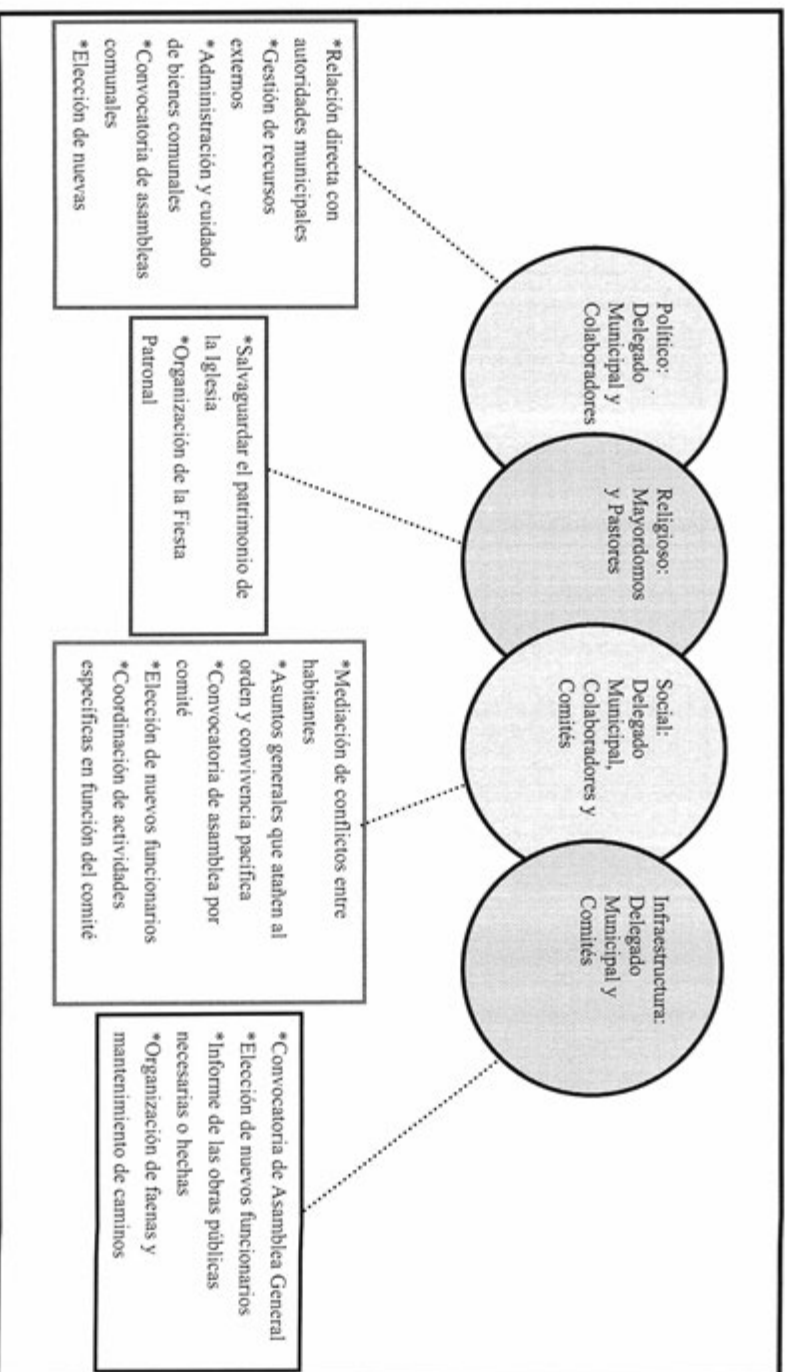 Político:
Delegado
Municipal y
Colaboradores
Religioso:
Mayordomos
y Pastores
Social:
Delegado
Municipal,
Colaboradores y
Comités
Infraestructura:
Delegado
Municipal y
Comités
*Relación directa con
autoridades municipales
*Gestión de recursos
externos
*Administración y cuidado
de bienes comunales
*Convocatoria de asambleas
comunales
*Elección de nuevas
*Salvaguardar el patrimonio de
la Iglesia
*Organización de la Fiesta
Patronal
*Mediación de conflictos entre
habitantes
*Asuntos generales que atañen al
orden y convivencia pacífica
*Convocatoria de asamblea por
comité
*Elección de nuevos funcionarios
*Coordinación de actividades
específicas en función del comité
*Convocatoria de Asamblea General
*Elección de nuevos funcionarios
*Informe de las obras públicas
necesarias o hechas
*Organización de faenas y
mantenimiento de caminos